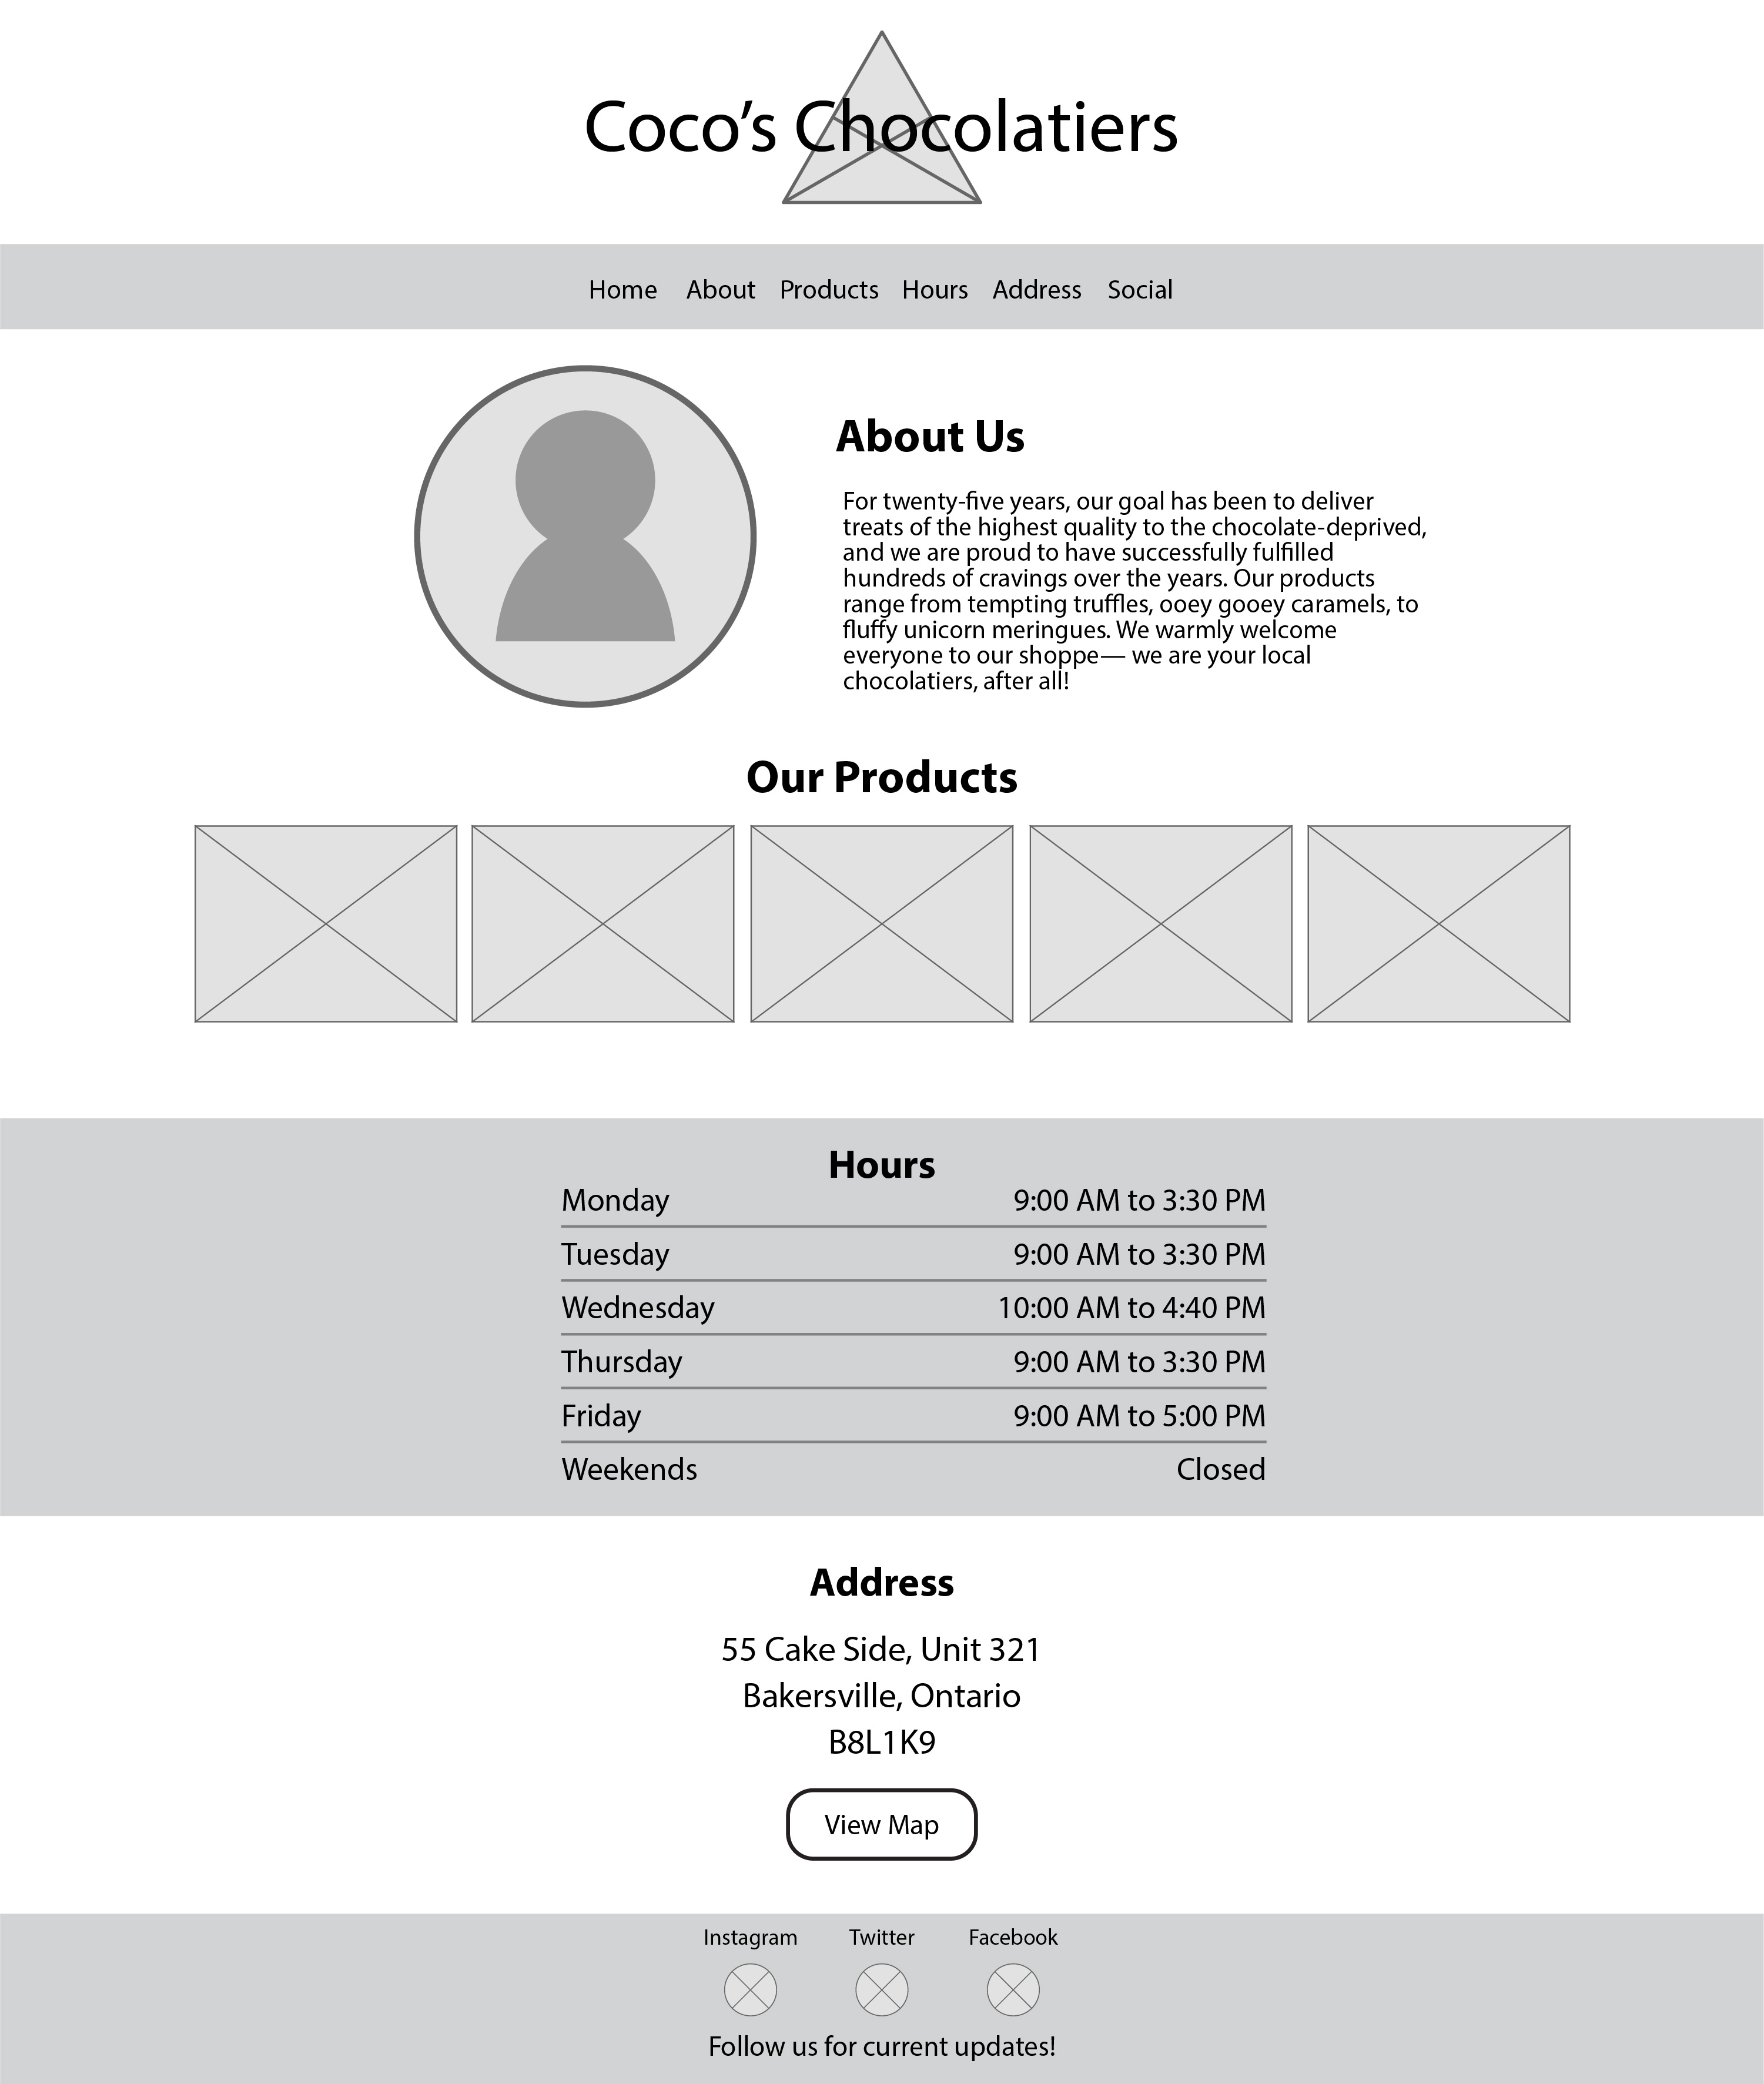 Coco’s Chocolatiers
Home About Products Hours Address Social
About Us
For twenty-five years, our goal has been to deliver
treats of the highest quality to the chocolate-deprived,
and we are proud to have successfully fulfilled
hundreds of cravings over the years. Our products
range from tempting truffles, ooey gooey caramels, to
fluffy unicorn meringues. We warmly welcome
everyone to our shoppe— we are your local
chocolatiers, after all!
Our Products
Hours
Monday 9:00 AM to 3:30 PM
Tuesday 9:00 AM to 3:30 PM
Wednesday 10:00 AM to 4:40 PM
Thursday 9:00 AM to 3:30 PM
Friday 9:00 AM to 5:00 PM
Weekends Closed
Address
55 Cake Side, Unit 321
Bakersville, Ontario
B8L1K9
View Map
Instagram Twitter Facebook
Follow us for current updates!